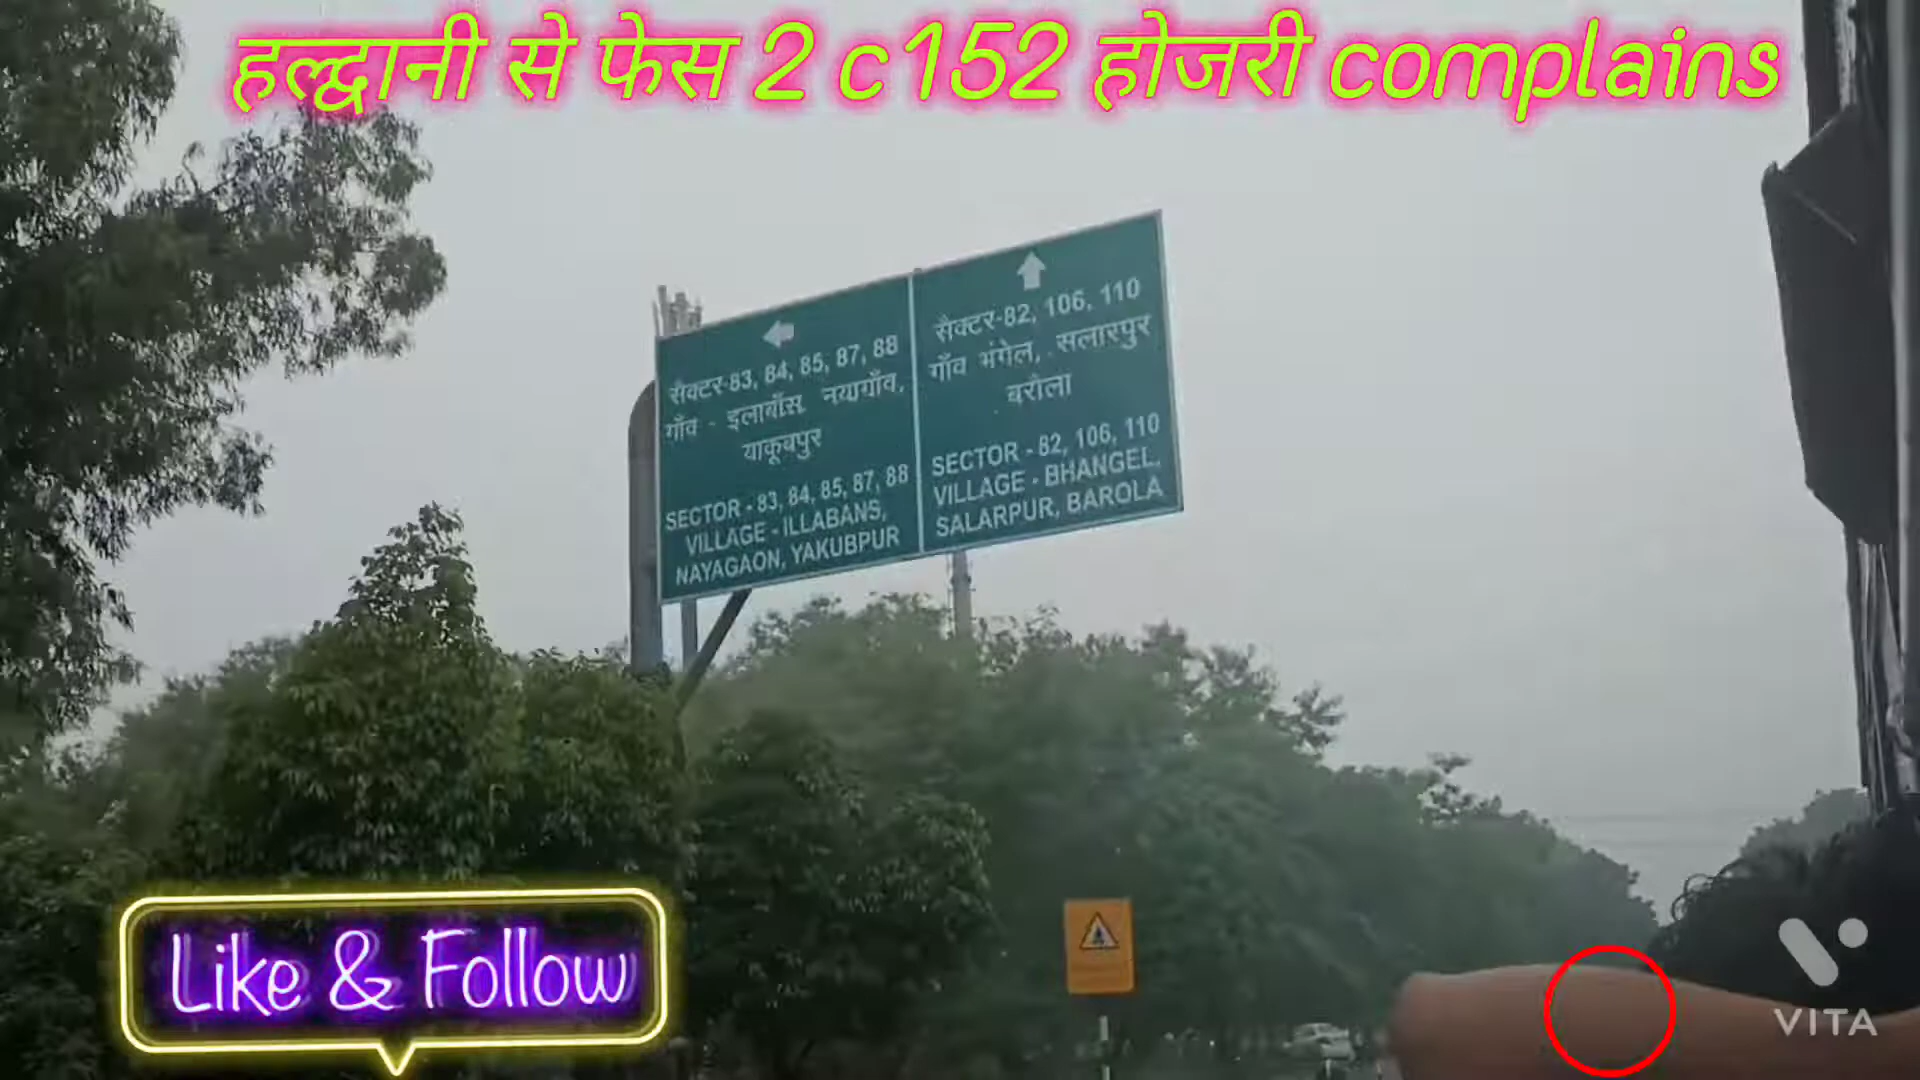 हल्द्वानी से फेस 2 c152 होजरी complains
सैक्टर-83, 84, 85, 87, 88
गाँव - इलाबाँस, नयागाँव,
याकूबपुर
SECTOR - 83, 84, 85, 87, 88
VILLAGE - ILLABANS,
NAYAGAON, YAKUBPUR
सैक्टर-82, 106, 110
गाँव भंगेल, सलारपुर
बरौला
SECTOR - 82, 106, 110
VILLAGE - BHANGEL,
SALARPUR, BAROLA
Like & Follow
VITA